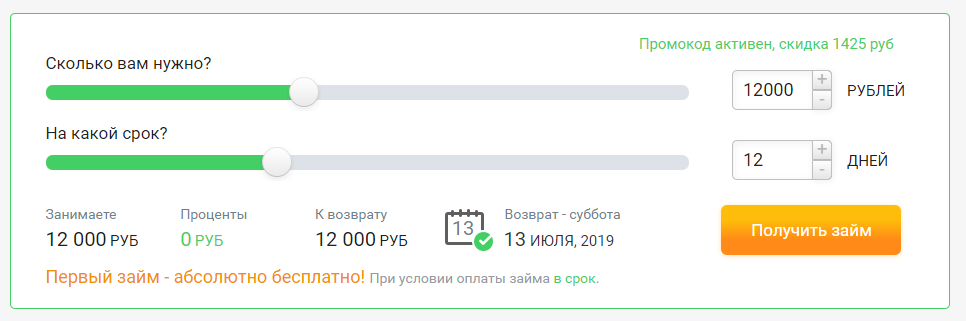 Промокод активен, скидка 1425 руб
Сколько вам нужно?
12000 + - РУБЛЕЙ
На какой срок?
12 + - ДНЕЙ
Занимаете Проценты К возврату Возврат - суббота
12 000 РУБ 0 РУБ 12 000 РУБ 13 13 ИЮЛЯ, 2019 Получить займ
Первый займ - абсолютно бесплатно! При условии оплаты займа в срок.